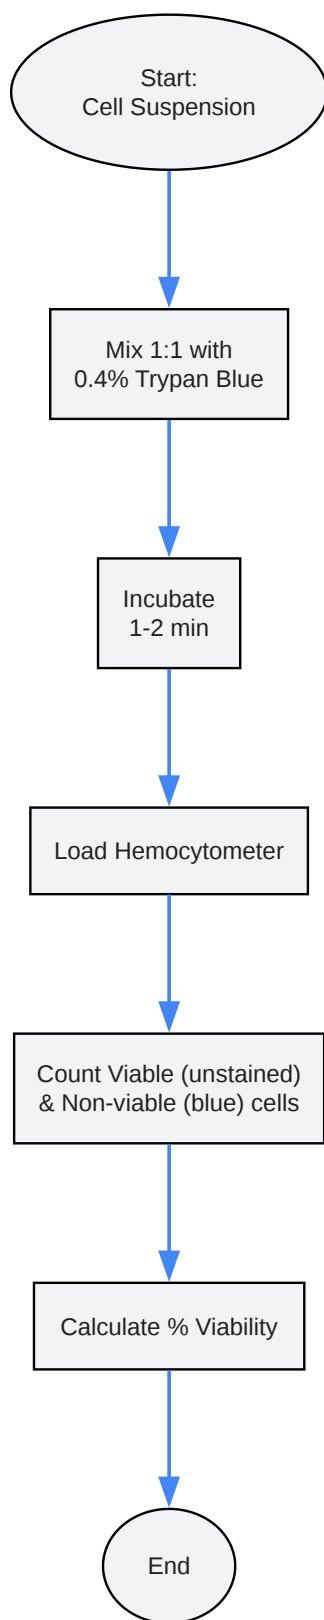 Start:
Cell Suspension
Mix 1:1 with
0.4% Trypan Blue
Incubate
1-2 min
Load Hemocytometer
Count Viable (unstained)
& Non-viable (blue) cells
Calculate % Viability
End